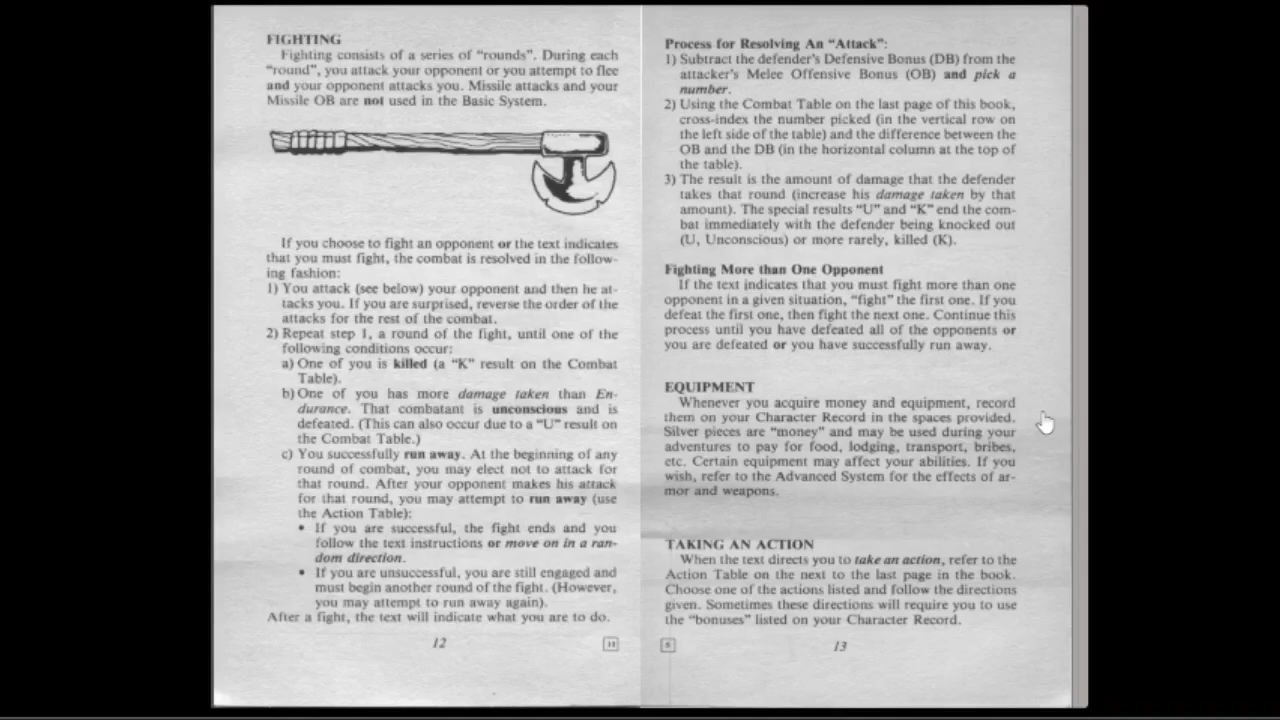 FIGHTING
Fighting consists of a series of “rounds”. During each
“round”, you attack your opponent or you attempt to flee
and your opponent attacks you. Missile attacks and your
Missile OB are not used in the Basic System.
If you choose to fight an opponent or the text indicates
that you must fight, the combat is resolved in the follow-
ing fashion:
1) You attack (see below) your opponent and then he at-
tacks you. If you are surprised, reverse the order of the
attacks for the rest of the combat.
2) Repeat step 1, a round of the fight, until one of the
following conditions occur:
a) One of you is killed (a “K” result on the Combat
Table).
b) One of you has more damage taken than En-
durance. That combatant is unconscious and is
defeated. (This can also occur due to a “U” result on
the Combat Table.)
c) You successfully run away. At the beginning of any
round of combat, you may elect not to attack for
that round. After your opponent makes his attack
for that round, you may attempt to run away (use
the Action Table):
• If you are successful, the fight ends and you
follow the text instructions or move on in a ran-
dom direction.
• If you are unsuccessful, you are still engaged and
must begin another round of the fight. (However,
you may attempt to run away again).
After a fight, the text will indicate what you are to do.
12
11
Process for Resolving An “Attack”:
1) Subtract the defender's Defensive Bonus (DB) from the
attacker's Melee Offensive Bonus (OB) and pick a
number.
2) Using the Combat Table on the last page of this book,
cross-index the number picked (in the vertical row on
the left side of the table) and the difference between the
OB and the DB (in the horizontal column at the top of
the table).
3) The result is the amount of damage that the defender
takes that round (increase his damage taken by that
amount). The special results “U” and “K” end the com-
bat immediately with the defender being knocked out
(U, Unconscious) or more rarely, killed (K).
Fighting More than One Opponent
If the text indicates that you must fight more than one
opponent in a given situation, “fight” the first one. If you
defeat the first one, then fight the next one. Continue this
process until you have defeated all of the opponents or
you are defeated or you have successfully run away.
EQUIPMENT
Whenever you acquire money and equipment, record
them on your Character Record in the spaces provided.
Silver pieces are “money” and may be used during your
adventures to pay for food, lodging, transport, bribes,
etc. Certain equipment may affect your abilities. If you
wish, refer to the Advanced System for the effects of ar-
mor and weapons.
TAKING AN ACTION
When the text directs you to take an action, refer to the
Action Table on the next to the last page in the book.
Choose one of the actions listed and follow the directions
given. Sometimes these directions will require you to use
the “bonuses” listed on your Character Record.
5
13